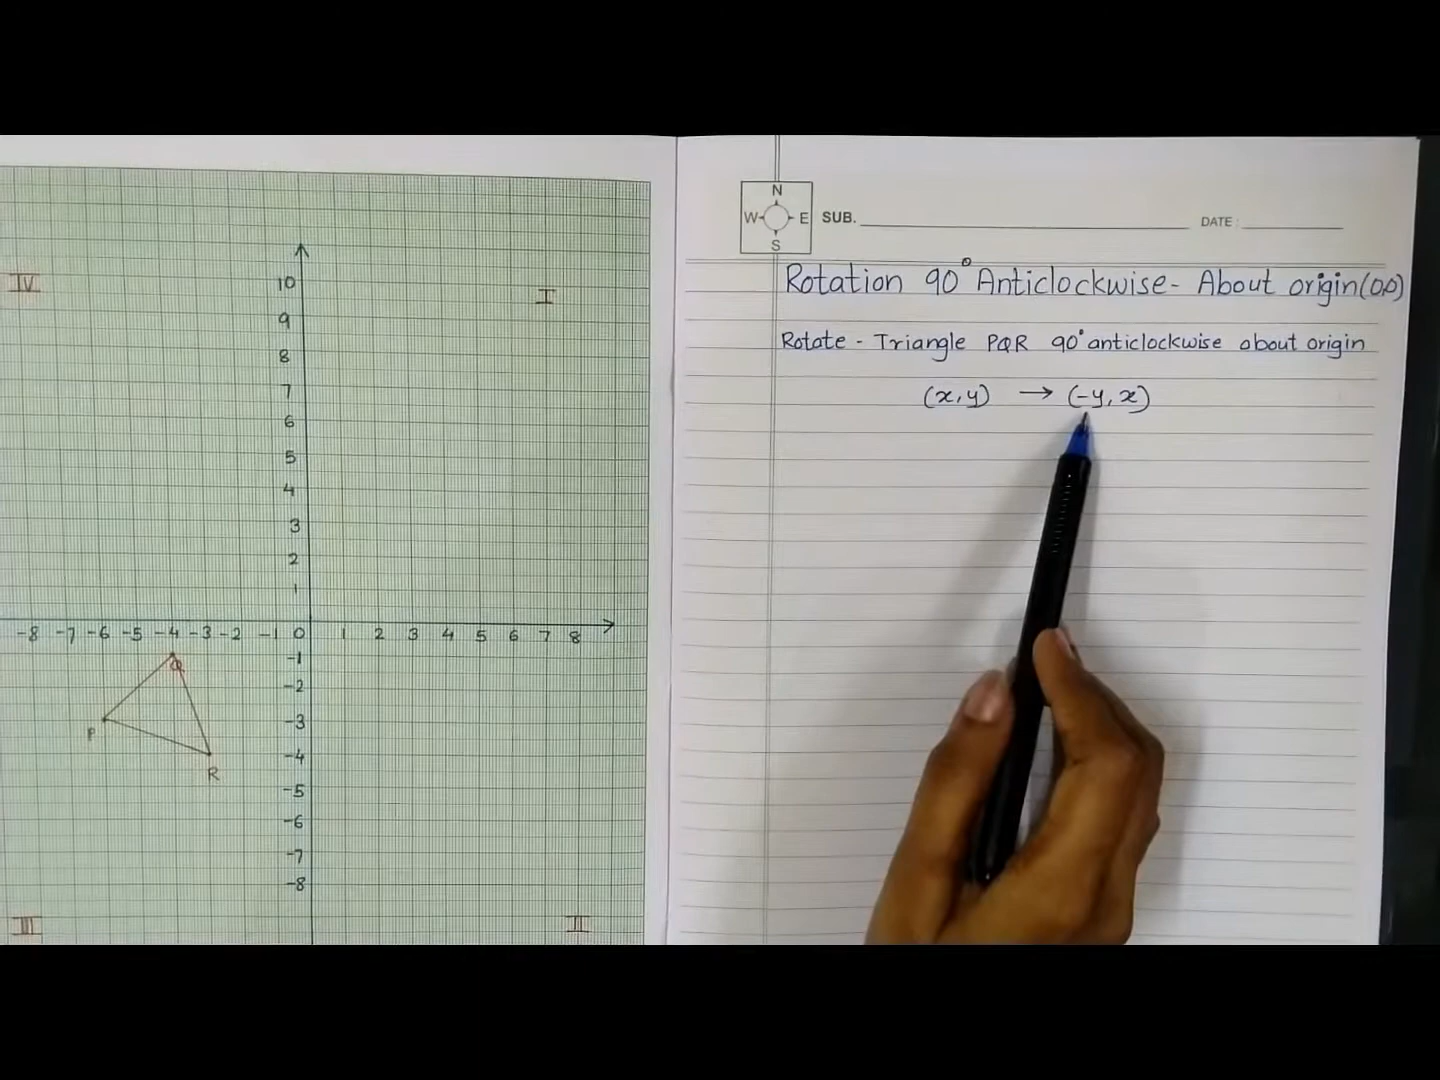 N
W E SUB. DATE :
S
Rotation 90° Anticlockwise - About origin (0,0)
Rotate - Triangle PQR 90° anticlockwise about origin
(x,y) → (-y, x)
IV
I
10
9
8
7
6
5
4
3
2
1
-8 -7 -6 -5 -4 -3 -2 -1 0 1 2 3 4 5 6 7 8
-1
Q
-2
-3
P
-4
R
-5
-6
-7
-8
III
II